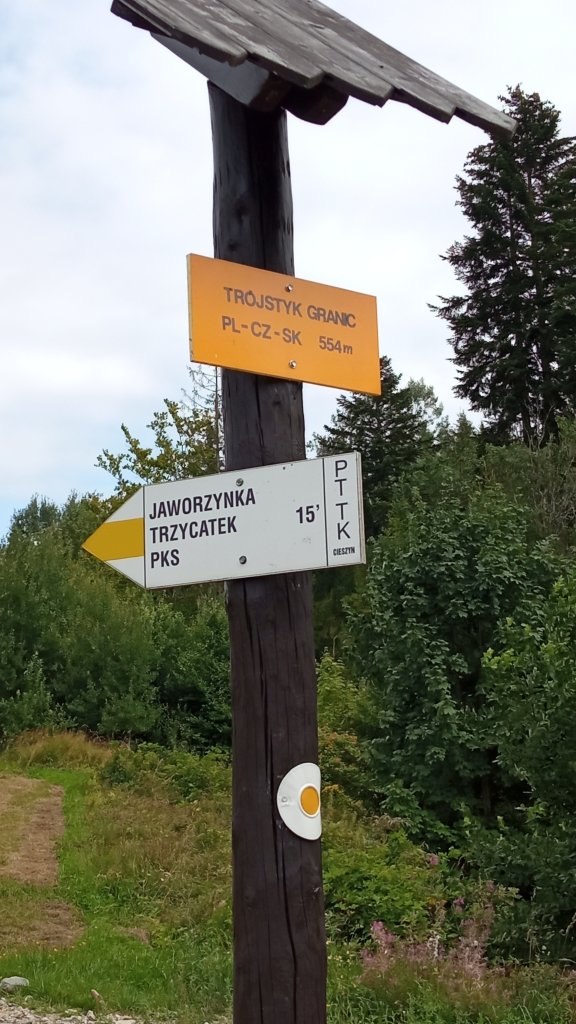 TRÓJSTYK GRANIC
PL-CZ-SK 554m
JAWORZYNKA
TRZYCATEK 15'
PKS
PTTK
CIESZYN